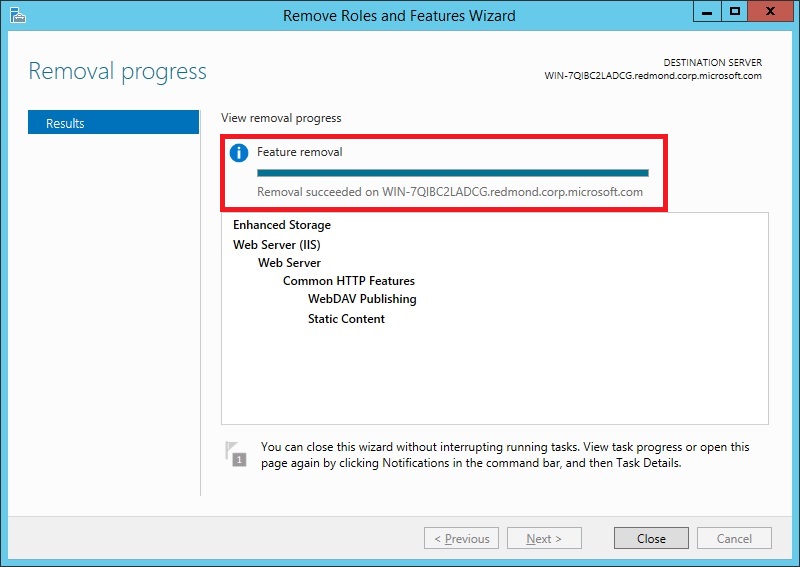 Remove Roles and Features Wizard
Removal progress
DESTINATION SERVER
WIN-7QIBC2LADCG.redmond.corp.microsoft.com
Results
View removal progress
Feature removal
Removal succeeded on WIN-7QIBC2LADCG.redmond.corp.microsoft.com
Enhanced Storage
Web Server (IIS)
Web Server
Common HTTP Features
WebDAV Publishing
Static Content
1
You can close this wizard without interrupting running tasks. View task progress or open this
page again by clicking Notifications in the command bar, and then Task Details.
< Previous
Next >
Close
Cancel